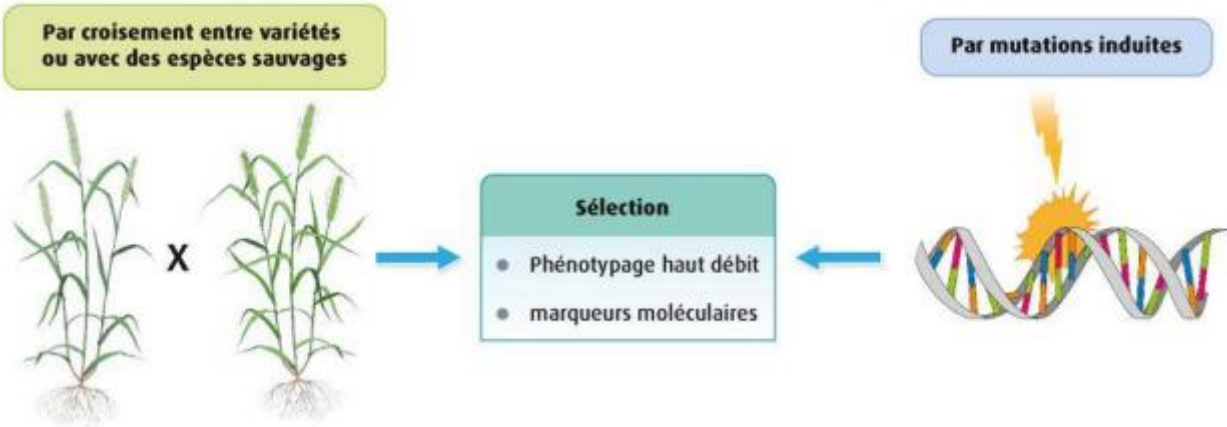 Par croisement entre variétés
ou avec des espèces sauvages
X
Sélection
• Phénotypage haut débit
• marqueurs moléculaires
Par mutations induites